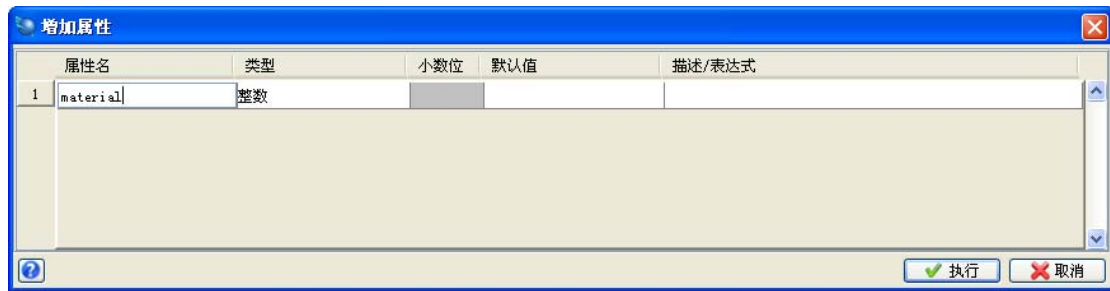 增加属性
属性名 类型 小数位 默认值 描述/表达式
1 material 整数
执行 取消